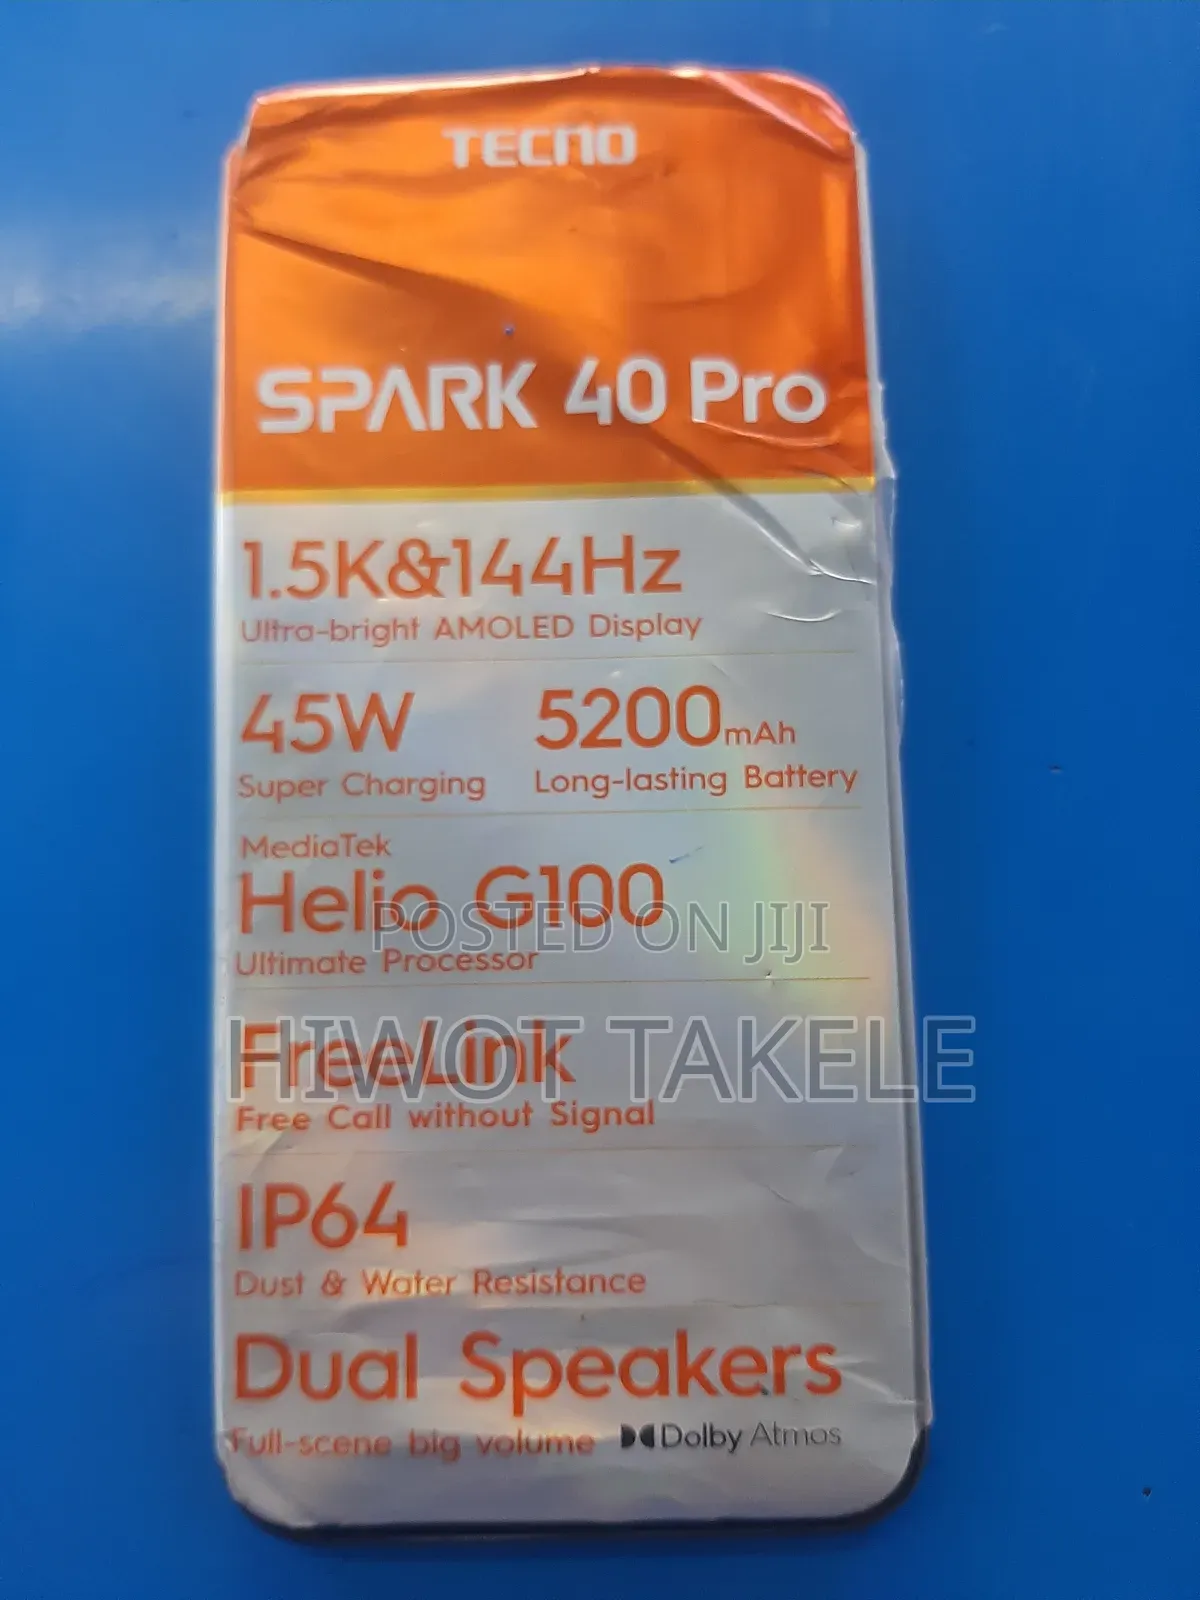 TECNO
SPARK 40 Pro
1.5K&144Hz
Ultra-bright AMOLED Display
45W
Super Charging
5200mAh
Long-lasting Battery
MediaTek
Helio G100
POSTED ON JIJI
Ultimate Processor
FreeLink
HIWOT TAKELE
Free Call without Signal
IP64
Dust & Water Resistance
Dual Speakers
Full-scene big volume
Dolby Atmos